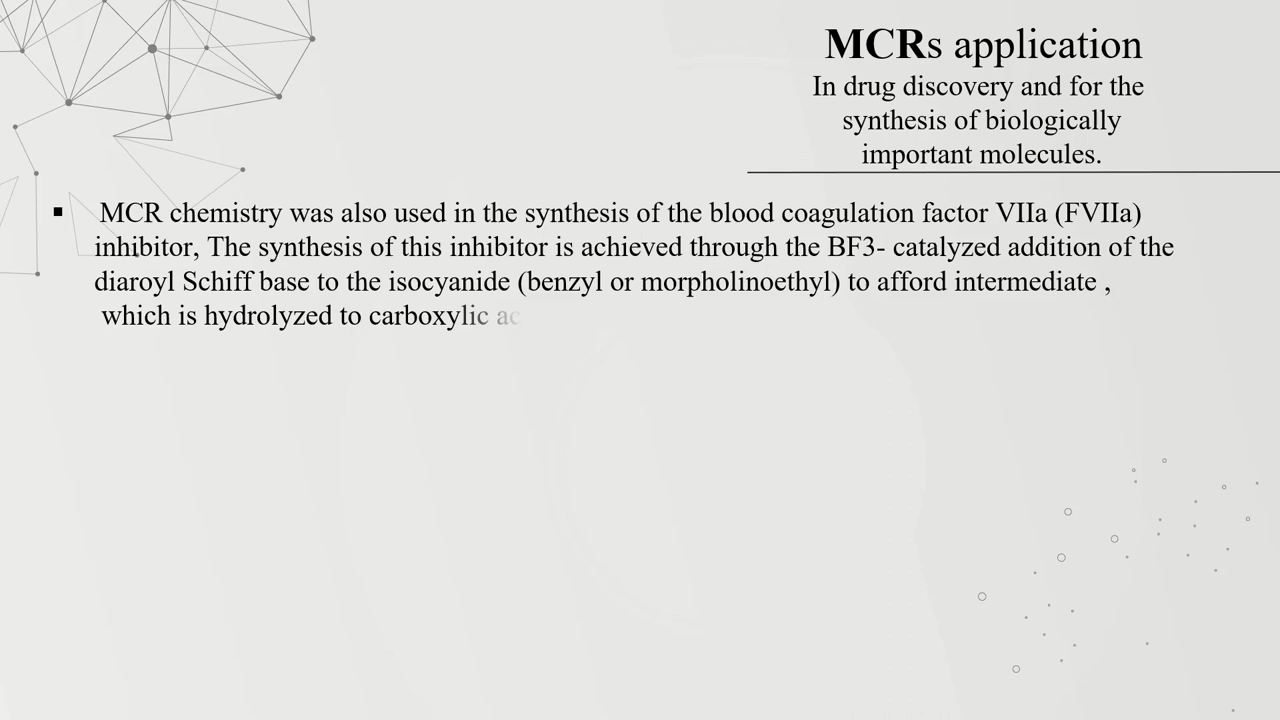 MCRs application
In drug discovery and for the
synthesis of biologically
important molecules.
▪ MCR chemistry was also used in the synthesis of the blood coagulation factor VIIa (FVIIa)
inhibitor, The synthesis of this inhibitor is achieved through the BF3- catalyzed addition of the
diaroyl Schiff base to the isocyanide (benzyl or morpholinoethyl) to afford intermediate ,
which is hydrolyzed to carboxylic